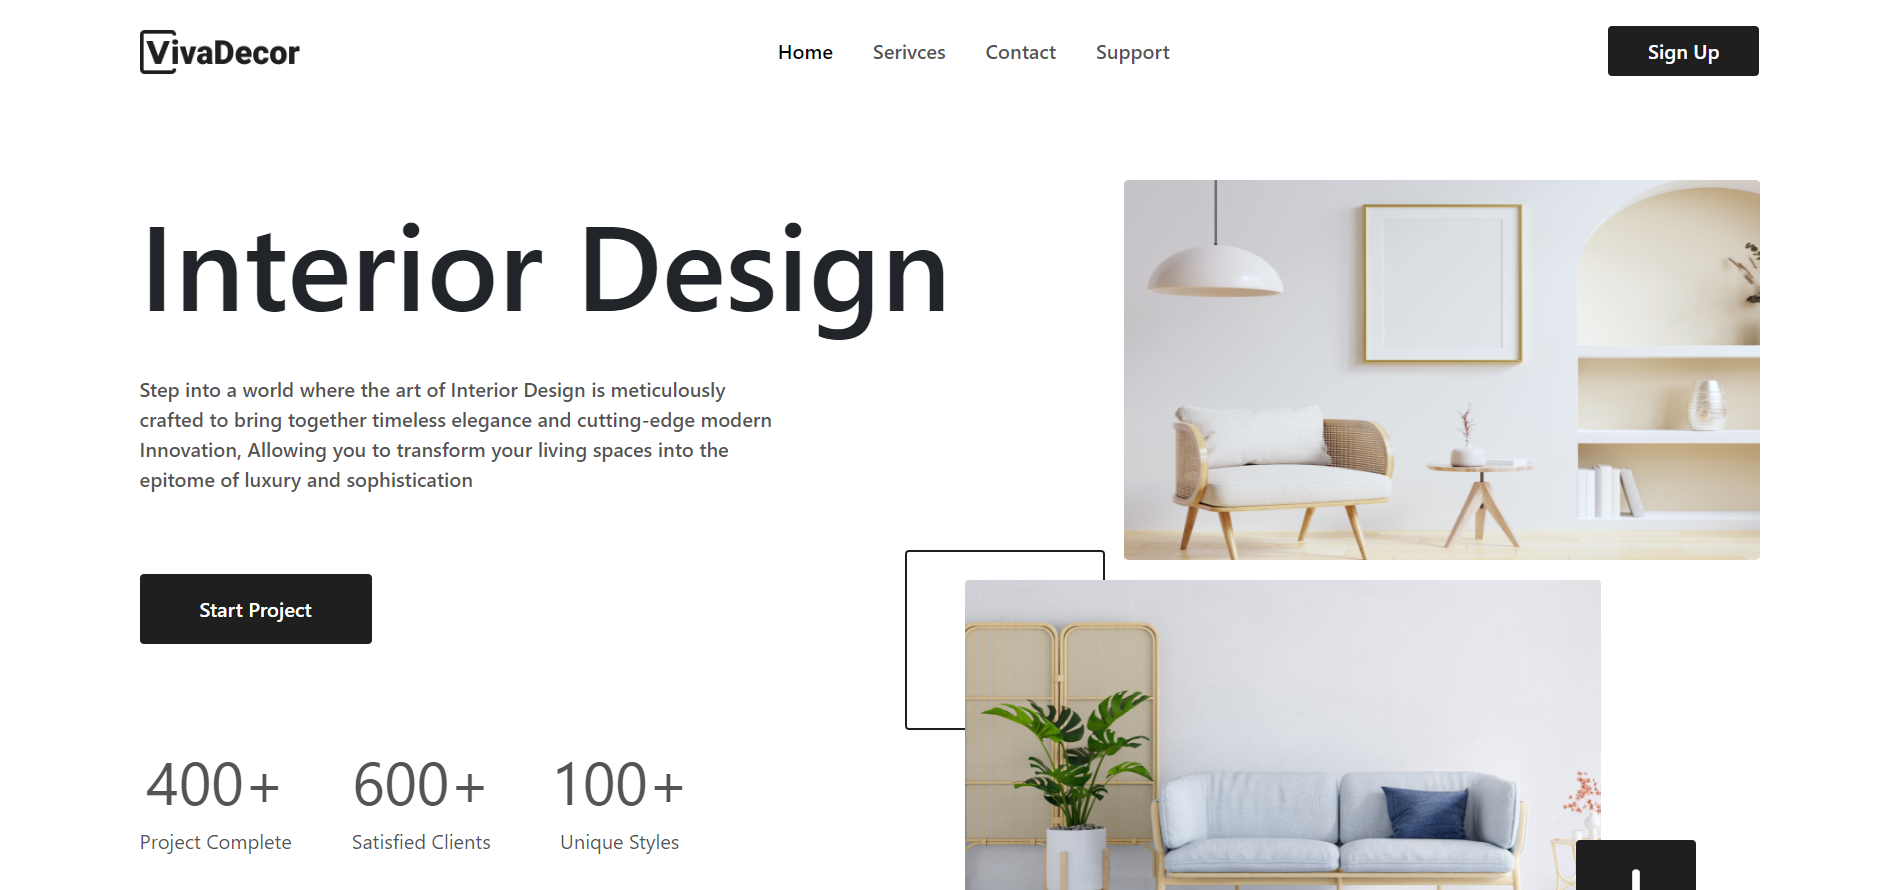 VivaDecor
Home Serivces Contact Support
Sign Up
Interior Design
Step into a world where the art of Interior Design is meticulously
crafted to bring together timeless elegance and cutting-edge modern
Innovation, Allowing you to transform your living spaces into the
epitome of luxury and sophistication
Start Project
400+ 600+ 100+
Project Complete Satisfied Clients Unique Styles